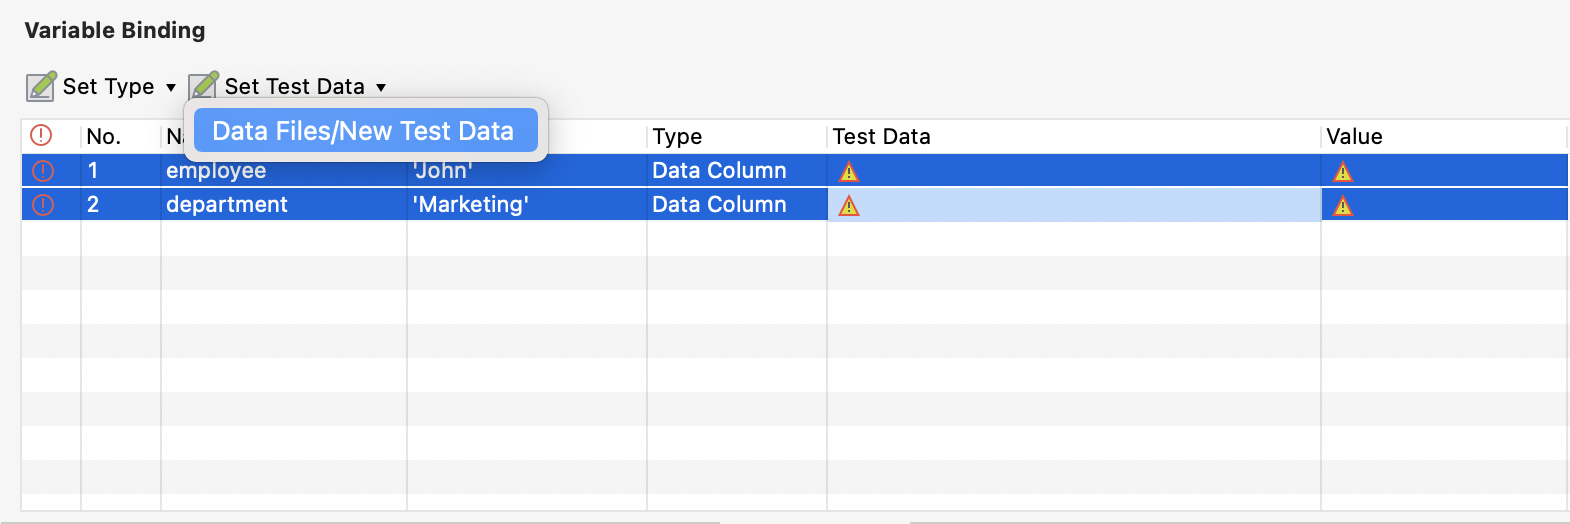 Variable Binding
Set Type Set Test Data
Data Files/New Test Data
No. Type Test Data Value
1 employee 'John' Data Column
2 department 'Marketing' Data Column